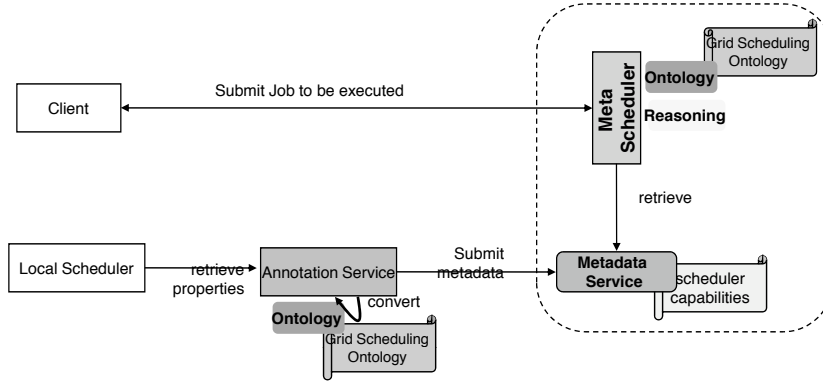 Grid Scheduling
Ontology
Ontology
Meta
Scheduler
Reasoning
Submit Job to be executed
Client
retrieve
Local Scheduler
retrieve
properties
Annotation Service
Submit
metadata
Metadata
Service
scheduler
capabilities
convert
Ontology
Grid Scheduling
Ontology